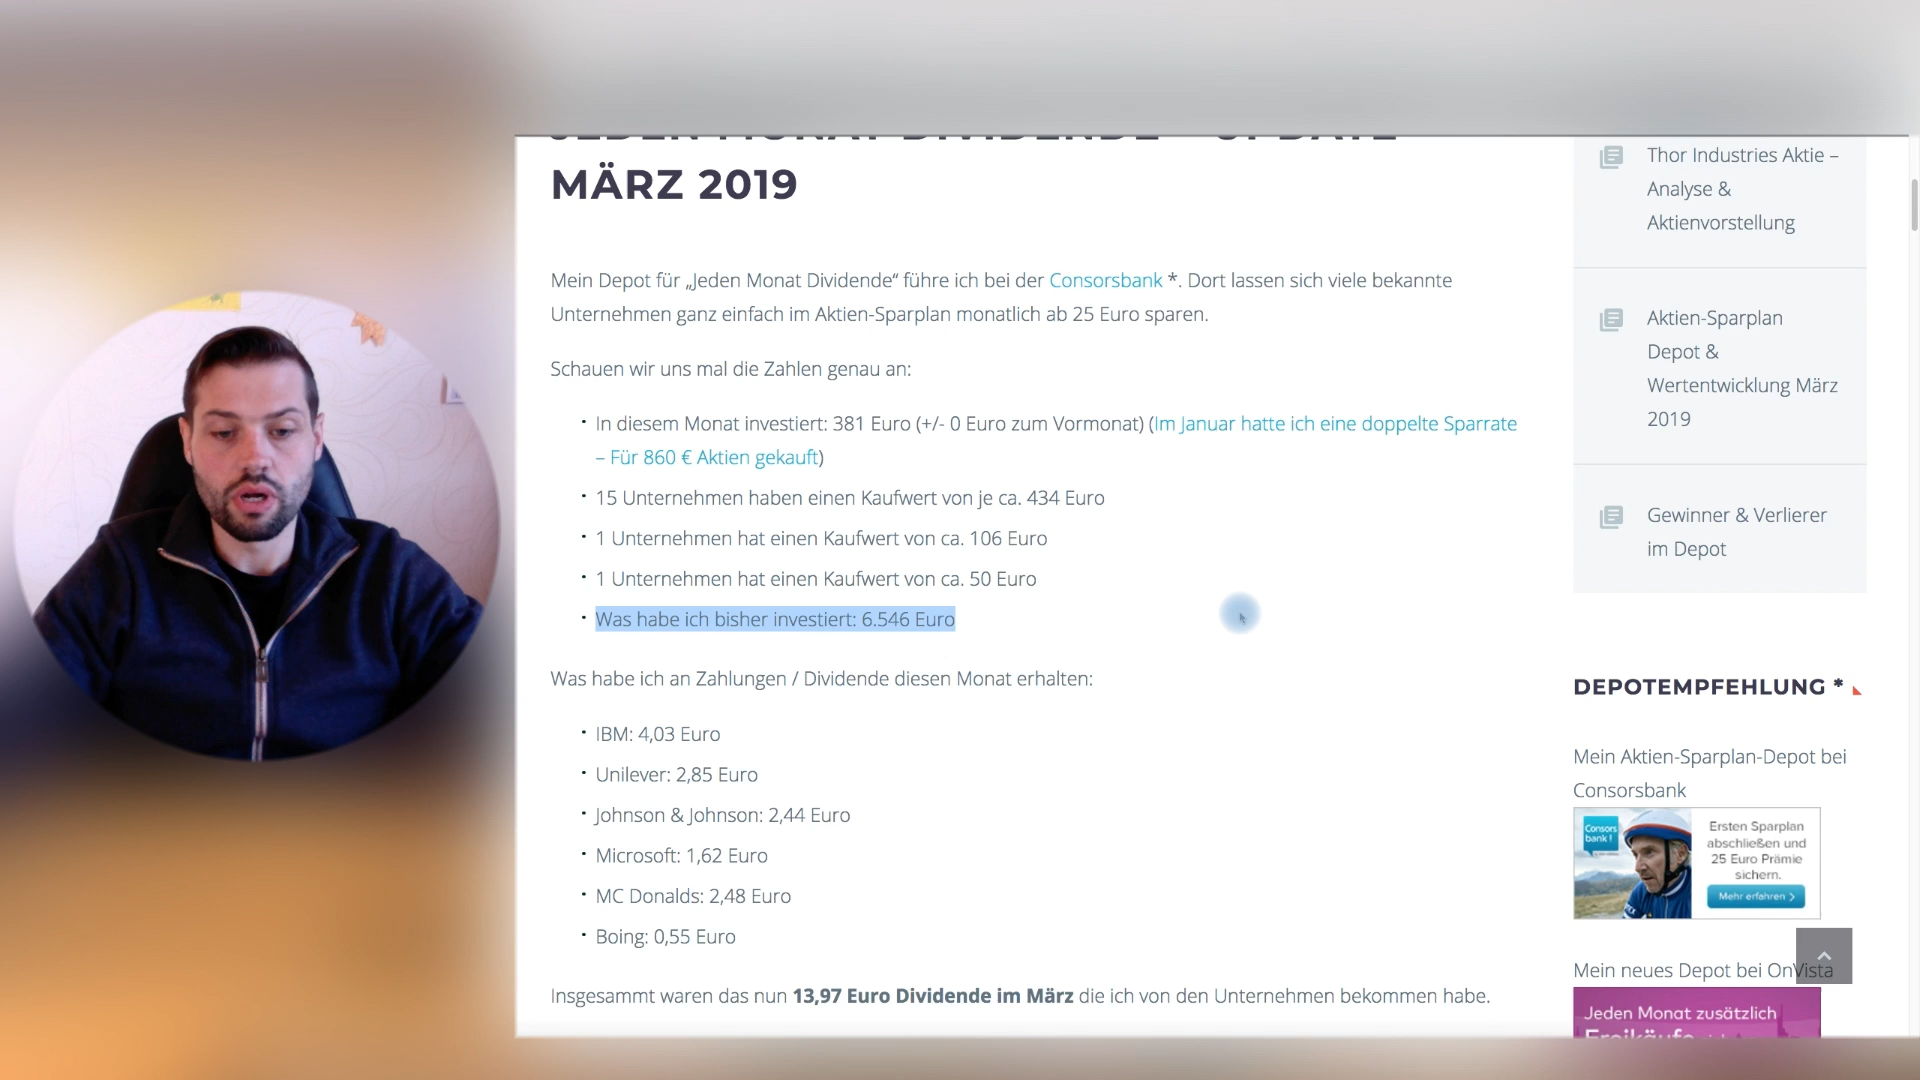 MÄRZ 2019
Mein Depot für „Jeden Monat Dividende“ führe ich bei der Consorsbank *. Dort lassen sich viele bekannte
Unternehmen ganz einfach im Aktien-Sparplan monatlich ab 25 Euro sparen.
Schauen wir uns mal die Zahlen genau an:
· In diesem Monat investiert: 381 Euro (+/- 0 Euro zum Vormonat) (Im Januar hatte ich eine doppelte Sparrate
– Für 860 € Aktien gekauft)
· 15 Unternehmen haben einen Kaufwert von je ca. 434 Euro
· 1 Unternehmen hat einen Kaufwert von ca. 106 Euro
· 1 Unternehmen hat einen Kaufwert von ca. 50 Euro
· Was habe ich bisher investiert: 6.546 Euro
Was habe ich an Zahlungen / Dividende diesen Monat erhalten:
· IBM: 4,03 Euro
· Unilever: 2,85 Euro
· Johnson & Johnson: 2,44 Euro
· Microsoft: 1,62 Euro
· MC Donalds: 2,48 Euro
· Boing: 0,55 Euro
Insgesammt waren das nun 13,97 Euro Dividende im März die ich von den Unternehmen bekommen habe.
Thor Industries Aktie –
Analyse &
Aktienvorstellung
Aktien-Sparplan
Depot &
Wertentwicklung März
2019
Gewinner & Verlierer
im Depot
DEPOTEMPFEHLUNG *
Mein Aktien-Sparplan-Depot bei
Consorsbank
Consors
bank!
Ersten Sparplan
abschließen und
25 Euro Prämie
sichern.
Mehr erfahren >
Mein neues Depot bei OnVista
Jeden Monat zusätzlich